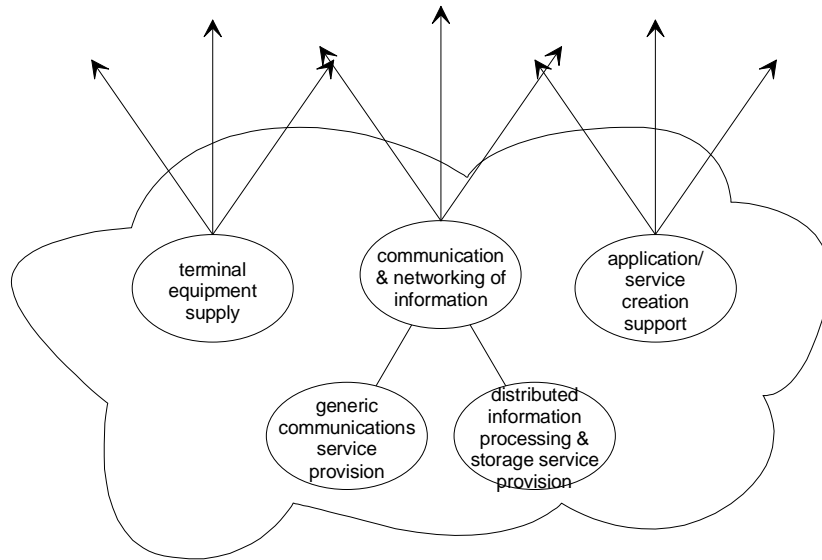 terminal
equipment
supply
communication
& networking of
information
application/
service
creation
support
generic
communications
service
provision
distributed
information
processing &
storage service
provision